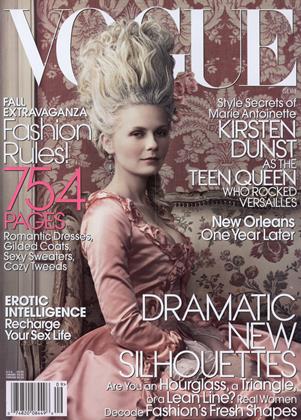 VOGUE
FALL
EXTRAVAGANZA
Fashion
Rules!
754
PAGES
Romantic Dresses,
Gilded Coats,
Sexy Sweaters,
Cozy Tweeds
EROTIC
INTELLIGENCE
Recharge
Your Sex Life
Style Secrets of
Marie Antoinette
KIRSTEN
DUNST
AS THE
TEEN QUEEN
WHO ROCKED
VERSAILLES
New Orleans
One Year Later
DRAMATIC
NEW
SILHOUETTES
Are You an Hourglass, a Triangle,
or a Lean Line? Real Women
Decode Fashion's Fresh Shapes